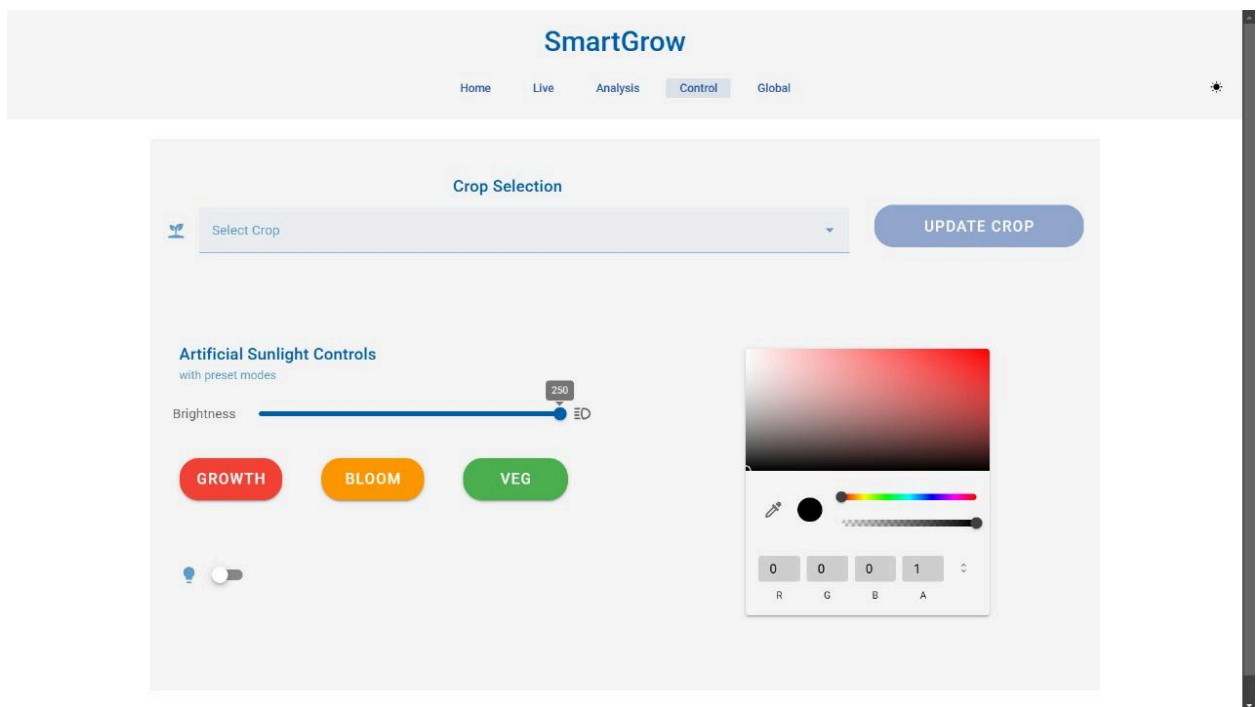 SmartGrow
Home Live Analysis Control Global
Crop Selection
Select Crop
UPDATE CROP
Artificial Sunlight Controls
with preset modes
250
Brightness
GROWTH BLOOM VEG
0 0 0 1
R G B A